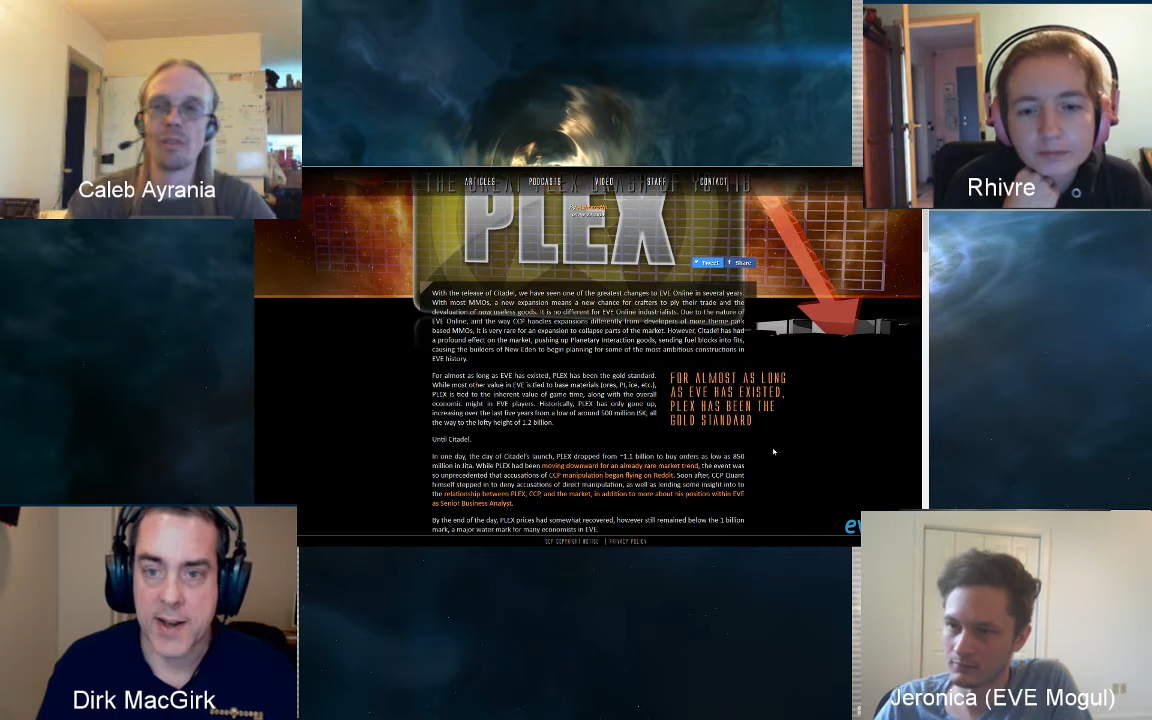 Caleb Ayrania
Rhivre
THE GREAT PLEX CRASH OF
ARTICLES PODCASTS VIDEO STAFF CONTACT
PLEX
Tweet Share
With the release of Citadel, we have seen one of the greatest changes to EVE Online in several years.
With most MMOs, a new expansion means a new chance for crafters to ply their trade and the
devaluation of now useless goods. It is no different for EVE Online industrialists. Due to the nature of
EVE Online, and the way CCP handles expansions differently from developers of more theme park
based MMOs, it is very rare for an expansion to collapse parts of the market. However, Citadel has had
a profound effect on the market, pushing up Planetary Interaction goods, sending fuel blocks into fits,
causing the builders of New Eden to begin planning for some of the most ambitious constructions in
EVE history.
For almost as long as EVE has existed, PLEX has been the gold standard.
While most other value in EVE is tied to base materials (ores, PI, ice, etc.),
PLEX is tied to the inherent value of game time, along with the overall
economic might in EVE players. Historically, PLEX has only gone up,
increasing over the last five years from a low of around 500 million ISK, all
the way to the lofty height of 1.2 billion.
FOR ALMOST AS LONG
AS EVE HAS EXISTED,
PLEX HAS BEEN THE
GOLD STANDARD
Until Citadel.
In one day, the day of Citadel's launch, PLEX dropped from ~1.1 billion to buy orders as low as 850
million in Jita. While PLEX had been moving downward for an already rare market trend, the event was
so unprecedented that accusations of CCP manipulation began flying on Reddit. Soon after, CCP Quant
himself stepped in to deny accusations of direct manipulation, as well as lending some insight into to
the relationship between PLEX, CCP, and the market, in addition to more about his position within EVE
as Senior Business Analyst.
By the end of the day, PLEX prices had somewhat recovered, however still remained below the 1 billion
mark, a major water mark for many economists in EVE.
ev
CCP COPYRIGHT NOTICE | PRIVACY POLICY
Dirk MacGirk
Jeronica (EVE Mogul)